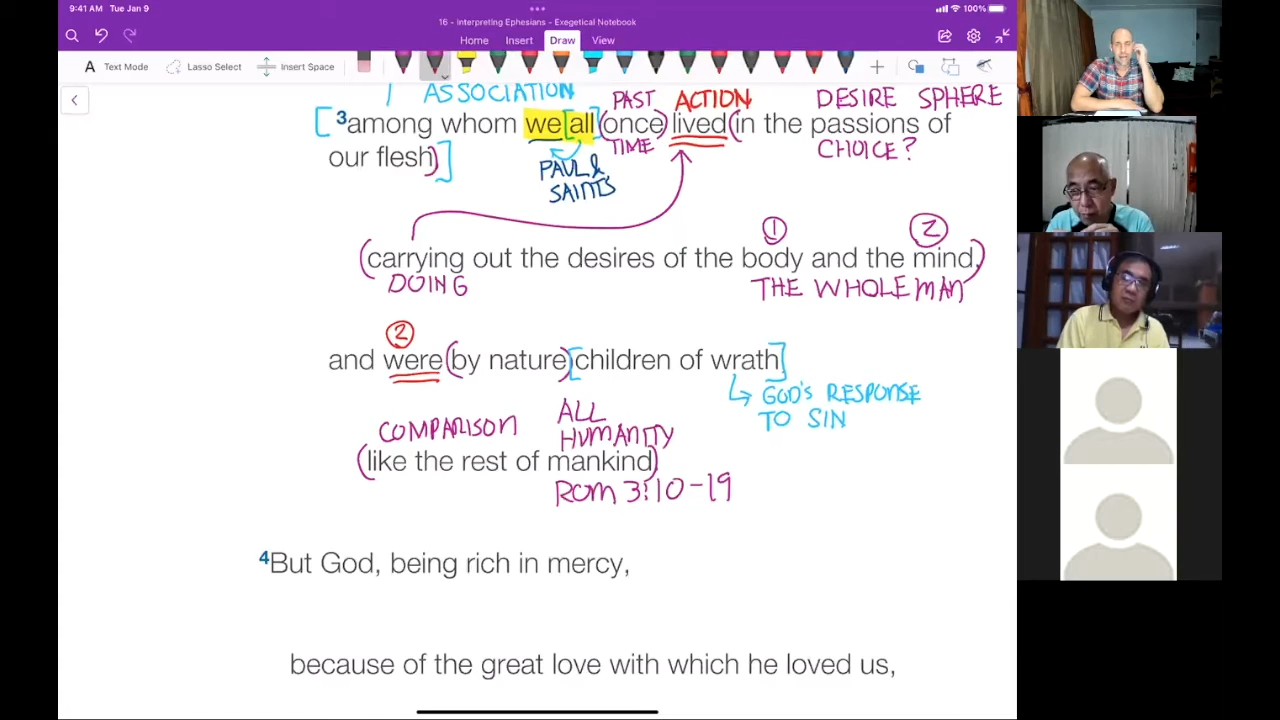 9:41 AM Tue Jan 9
100%
16 - Interpreting Ephesians - Exegetical Notebook
Home Insert Draw View
A Text Mode Lasso Select Insert Space
ASSOCIATION PAST ACTION DESIRE SPHERE
3among whom we all (once) lived (in the passions of
TIME CHOICE?
our flesh)
PAUL &
SAINTS
1 2
(carrying out the desires of the body and the mind,)
DOING THE WHOLE MAN
2
and were (by nature) [children of wrath]
GOD'S RESPONSE
TO SIN
COMPARISON ALL
HUMANITY
(like the rest of mankind)
ROM 3:10-19
4But God, being rich in mercy,
because of the great love with which he loved us,